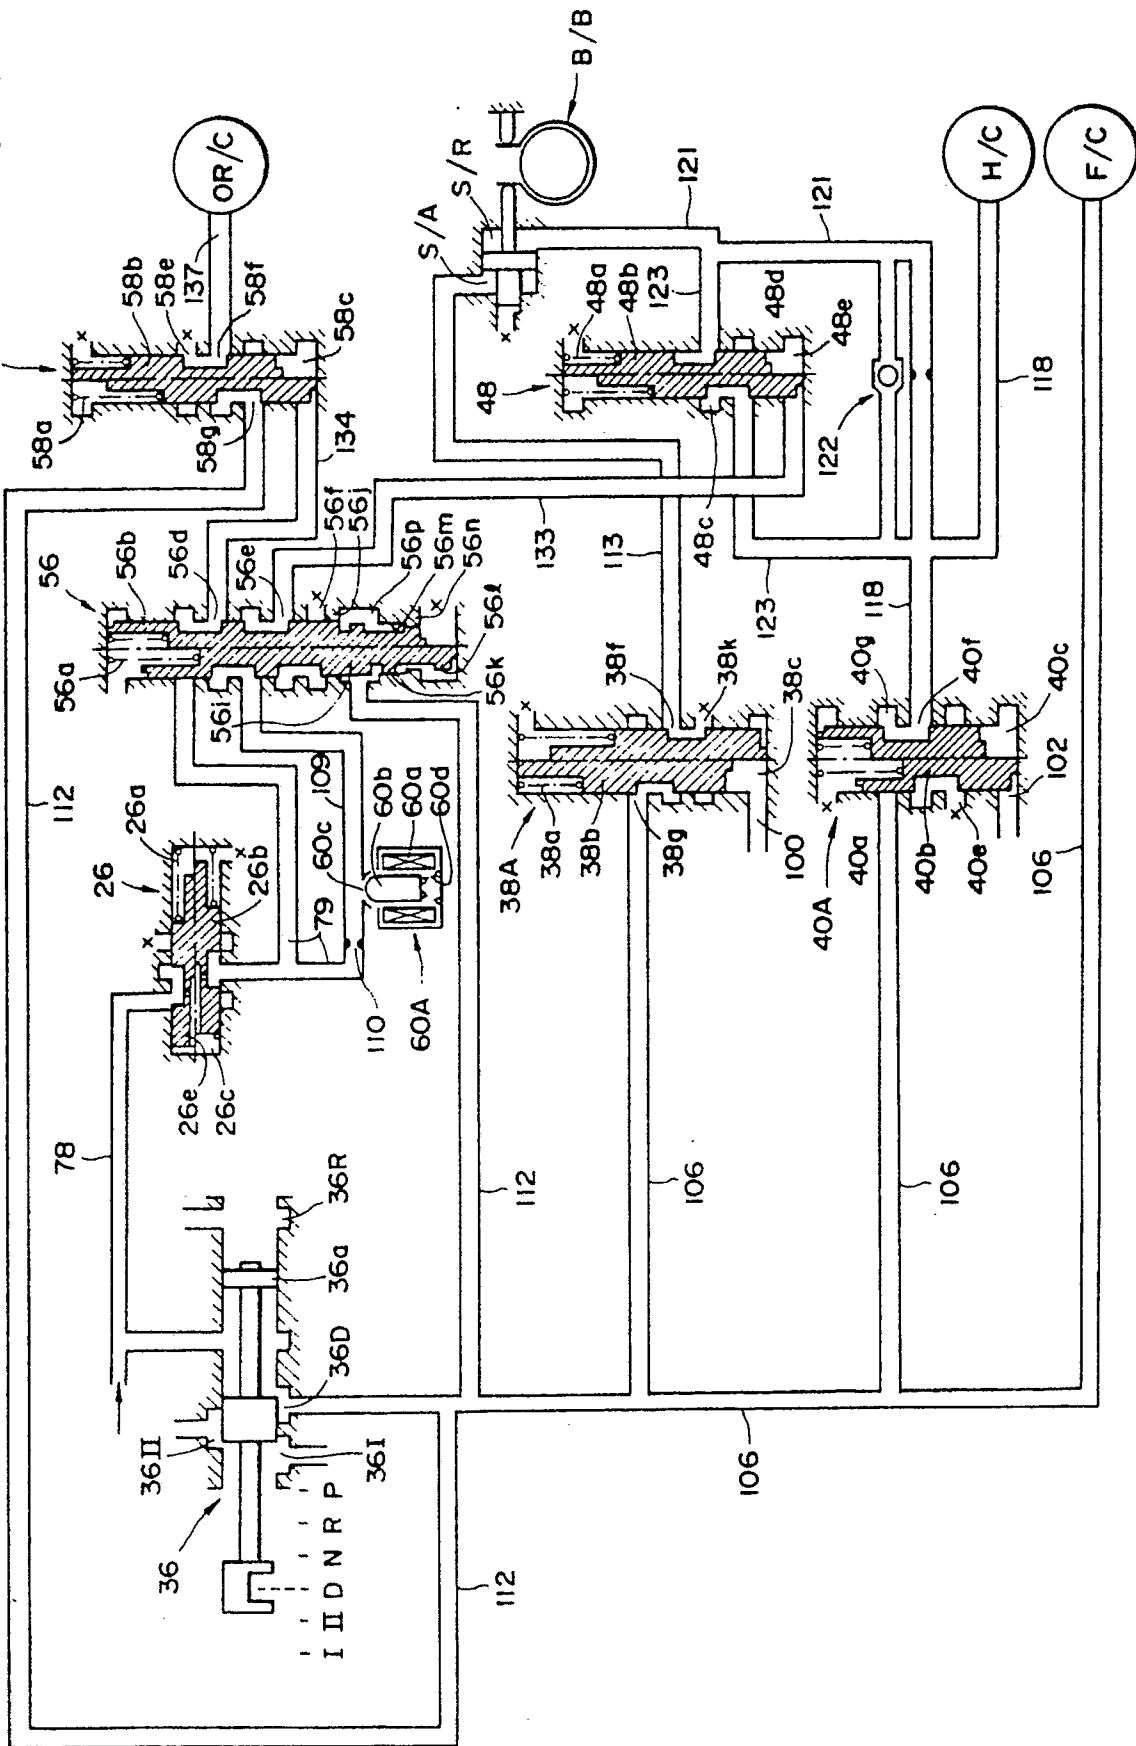 OR/C
137
58b
58e
58f
58c
58a
58g
134
B/B
S/R
S/A
121
121
123
48a
48b
48d
48e
48
48c
122
H/C
F/C
118
118
123
56
56b
56d
56e
56f
56j
56p
56m
56n
56l
56k
56a
56i
133
113
112
26a
26
26b
26e
26c
109
60c
60b
60a
60d
79
110
60A
38f
38k
38c
38A
38a
38b
38g
100
40g
40f
40c
102
40A
40a
40b
40e
106
78
36R
36a
36D
36II
36I
36
I II D N R P
112
112
106
106
106